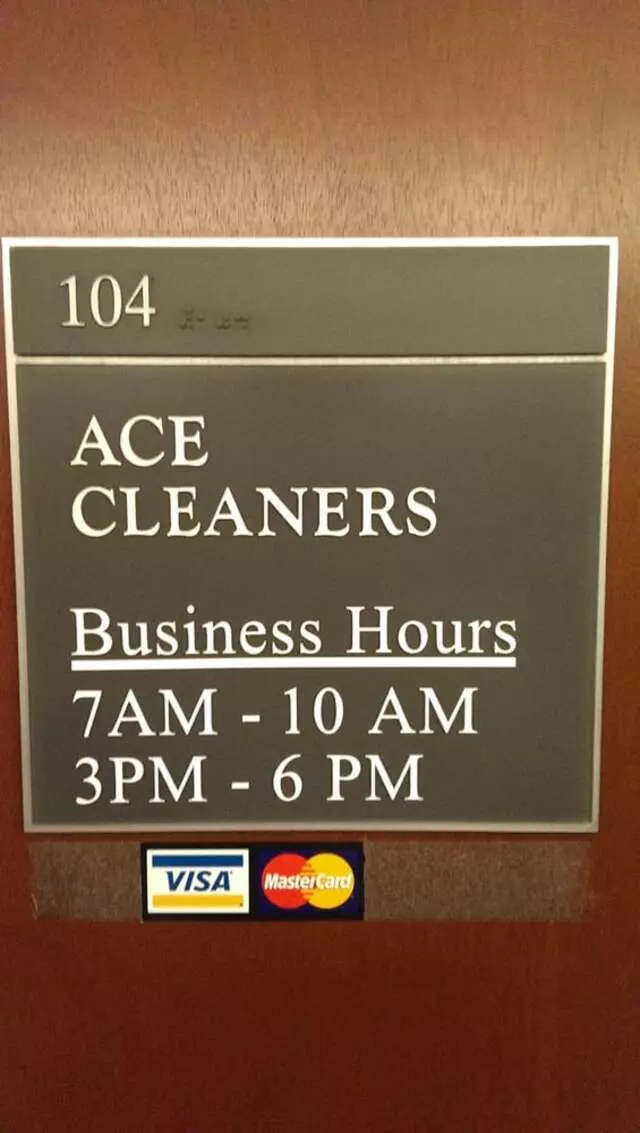 104
ACE
CLEANERS
Business Hours
7AM - 10 AM
3PM - 6 PM
VISA MasterCard